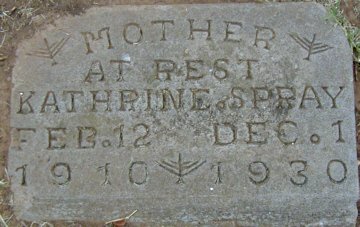 MOTHER
AT REST
KATHRINE.SPRAY
FEB.12 DEC.1
1910 1930